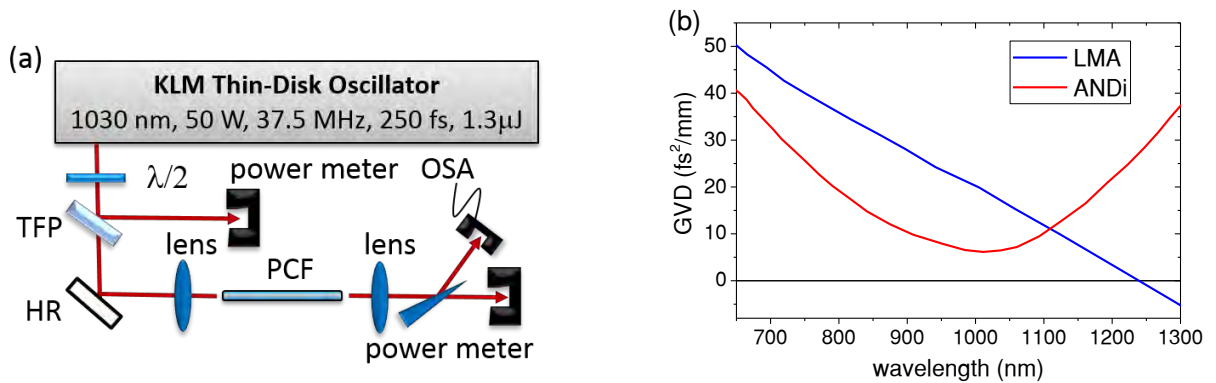 (a)
KLM Thin-Disk Oscillator
1030 nm, 50 W, 37.5 MHz, 250 fs, 1.3µJ
λ/2
power meter
OSA
TFP
lens
PCF
lens
HR
power meter
(b)
LMA
ANDi
GVD (fs²/mm)
50
40
30
20
10
0
700 800 900 1000 1100 1200 1300
wavelength (nm)